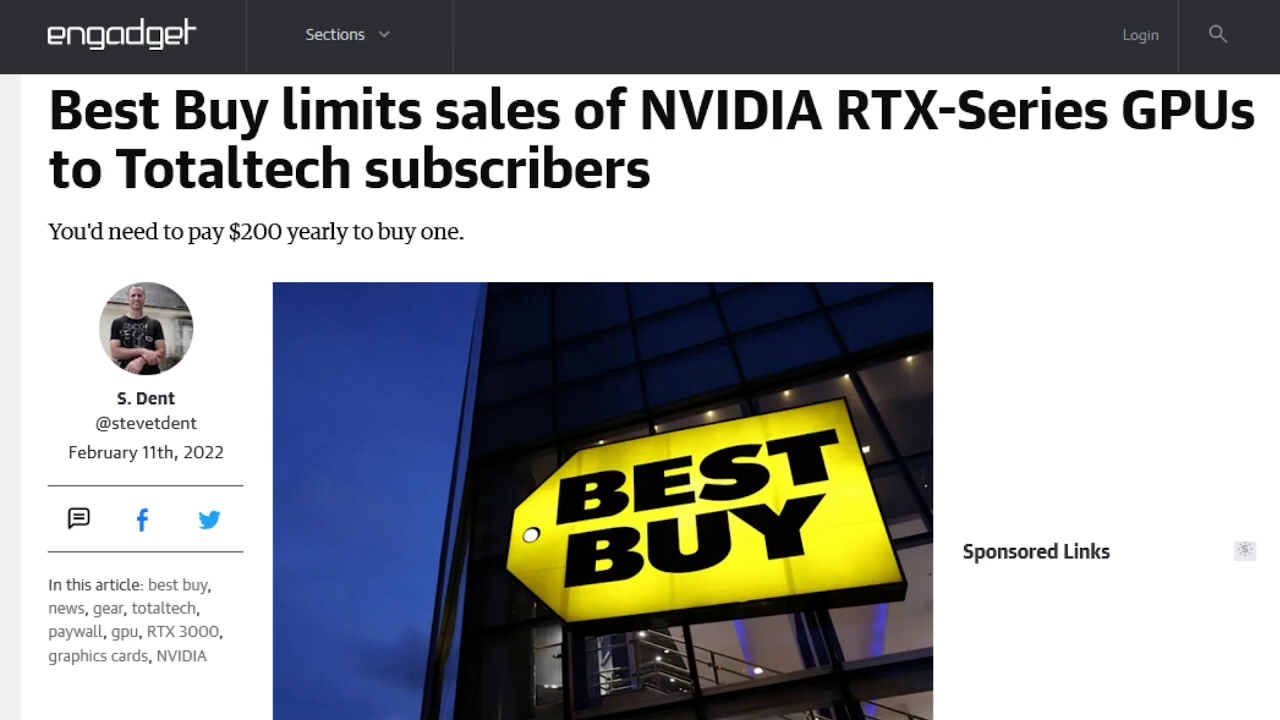 engadget
Sections
Login
Best Buy limits sales of NVIDIA RTX-Series GPUs
to Totaltech subscribers
You'd need to pay $200 yearly to buy one.
S. Dent
@stevetdent
February 11th, 2022
In this article: best buy,
news, gear, totaltech,
paywall, gpu, RTX 3000,
graphics cards, NVIDIA
BEST
BUY
Sponsored Links